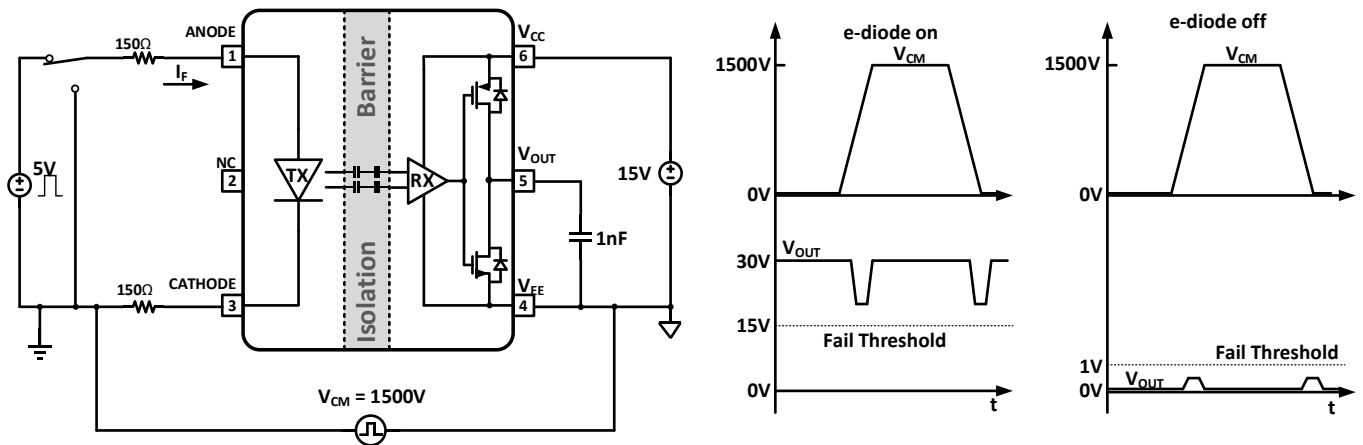 ANODE
150Ω
1
I_F
5V
NC
2
TX
CATHODE
150Ω
3
Isolation Barrier
RX
V_CC
6
V_OUT
5
15V
1nF
V_EE
4
V_CM = 1500V
e-diode on
1500V
V_CM
0V
V_OUT
30V
15V
Fail Threshold
0V
t
e-diode off
1500V
V_CM
0V
Fail Threshold
1V
V_OUT
0V
t